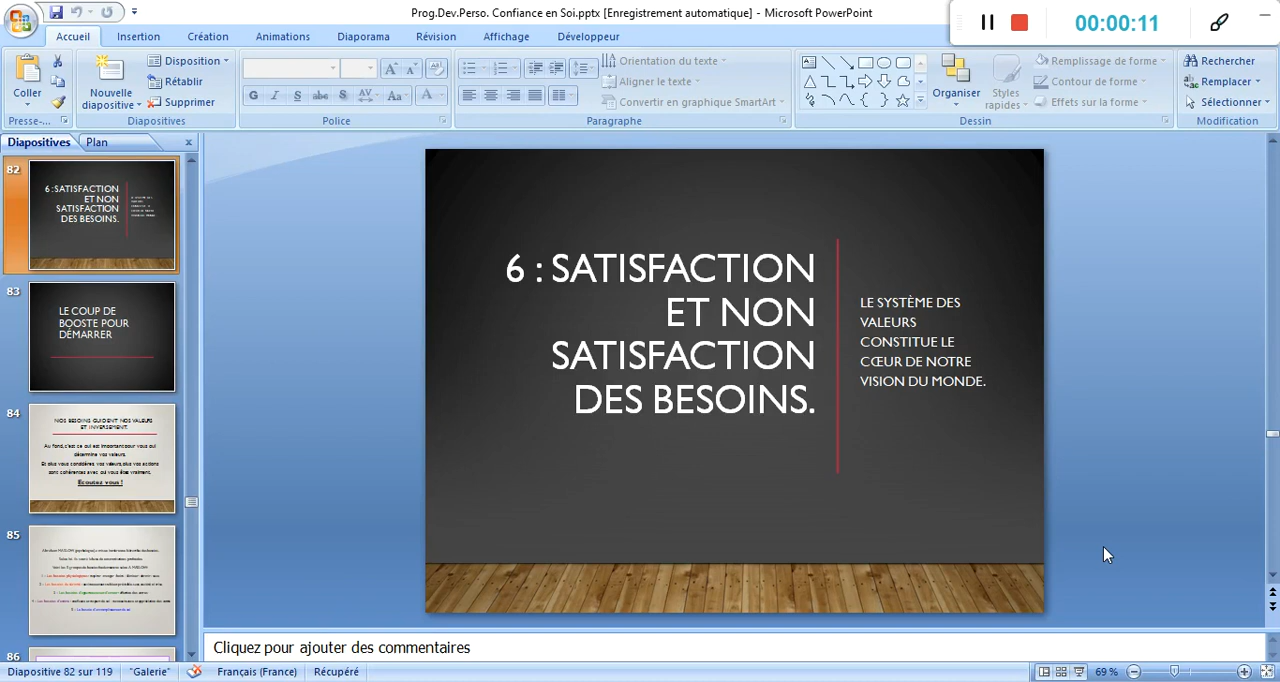 Prog.Dev.Perso. Confiance en Soi.pptx [Enregistrement automatique] - Microsoft PowerPoint
00:00:11
Accueil Insertion Création Animations Diaporama Révision Affichage Développeur
Coller
Presse-...
Nouvelle
diapositive
Disposition
Rétablir
Supprimer
Diapositives
G I S abc S AV Aa A
Police
Orientation du texte
Aligner le texte
Convertir en graphique SmartArt
Paragraphe
Organiser
Styles
rapides
Remplissage de forme
Contour de forme
Effets sur la forme
Dessin
Rechercher
Remplacer
Sélectionner
Modification
Diapositives Plan
82
6 : SATISFACTION
ET NON
SATISFACTION
DES BESOINS.
83
LE COUP DE
BOOSTE POUR
DÉMARRER
84
NOS BESOINS GUIDENT NOS VALEURS
ET INVERSEMENT.
Au fond, c'est ce qui est important pour vous qui
détermine vos valeurs.
Et plus vous considérez vos valeurs, plus vos actions
sont cohérentes avec qui vous êtes vraiment.
Écoutez vous !
85
86
6 : SATISFACTION
ET NON
SATISFACTION
DES BESOINS.
LE SYSTÈME DES
VALEURS
CONSTITUE LE
CŒUR DE NOTRE
VISION DU MONDE.
Cliquez pour ajouter des commentaires
Diapositive 82 sur 119 "Galerie" Français (France) Récupéré 69 %